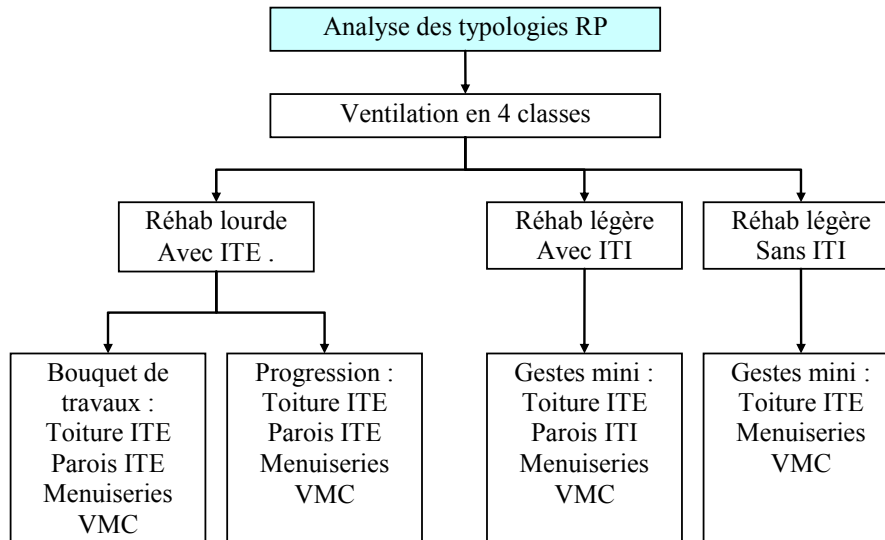 Analyse des typologies RP
Ventilation en 4 classes
Réhab lourde
Avec ITE .
Réhab légère
Avec ITI
Réhab légère
Sans ITI
Bouquet de
travaux :
Toiture ITE
Parois ITE
Menuiseries
VMC
Progression :
Toiture ITE
Parois ITE
Menuiseries
VMC
Gestes mini :
Toiture ITE
Parois ITI
Menuiseries
VMC
Gestes mini :
Toiture ITE
Menuiseries
VMC